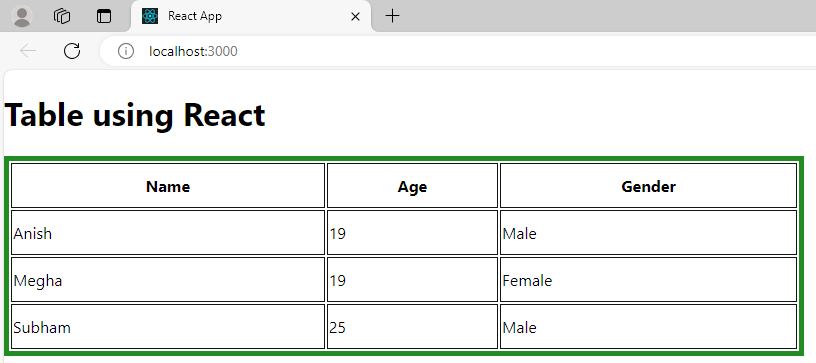 React App
localhost:3000
Table using React
Name Age Gender
Anish 19 Male
Megha 19 Female
Subham 25 Male